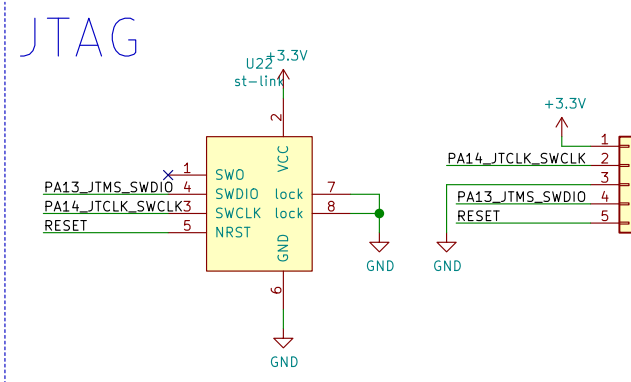 JTAG
U22
+3.3V
st-link
2
VCC
1 SWO
PA13_JTMS_SWDIO 4 SWDIO
PA14_JTCLK_SWCLK 3 SWCLK
RESET 5 NRST
lock 7
lock 8
GND
6
GND
GND
+3.3V
1
PA14_JTCLK_SWCLK 2
3
PA13_JTMS_SWDIO 4
RESET 5
GND